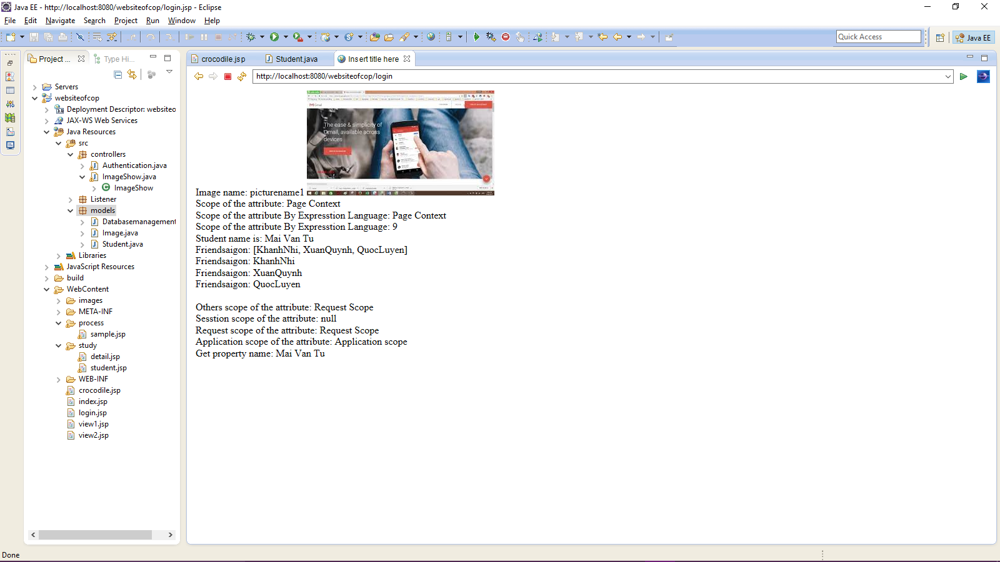 Java EE - http://localhost:8080/websiteofcop/login.jsp - Eclipse
File Edit Navigate Search Project Run Window Help
Quick Access
Java EE
Project ...
Type Hi...
crocodile.jsp
Student.java
Insert title here
http://localhost:8080/websiteofcop/login
Servers
websiteofcop
Deployment Descriptor: websiteo
JAX-WS Web Services
Java Resources
src
controllers
Authentication.java
ImageShow.java
ImageShow
Listener
models
Databasemanagement
Image.java
Student.java
Libraries
JavaScript Resources
build
WebContent
images
META-INF
process
sample.jsp
study
detail.jsp
student.jsp
WEB-INF
crocodile.jsp
index.jsp
login.jsp
view1.jsp
view2.jsp
Gmail
The ease & simplicity of
Gmail, available across
devices
Image name: picturename1
Scope of the attribute: Page Context
Scope of the attribute By Expresstion Language: Page Context
Scope of the attribute By Expresstion Language: 9
Student name is: Mai Van Tu
Friendsaigon: [KhanhNhi, XuanQuynh, QuocLuyen]
Friendsaigon: KhanhNhi
Friendsaigon: XuanQuynh
Friendsaigon: QuocLuyen
Others scope of the attribute: Request Scope
Sesstion scope of the attribute: null
Request scope of the attribute: Request Scope
Application scope of the attribute: Application scope
Get property name: Mai Van Tu
Done